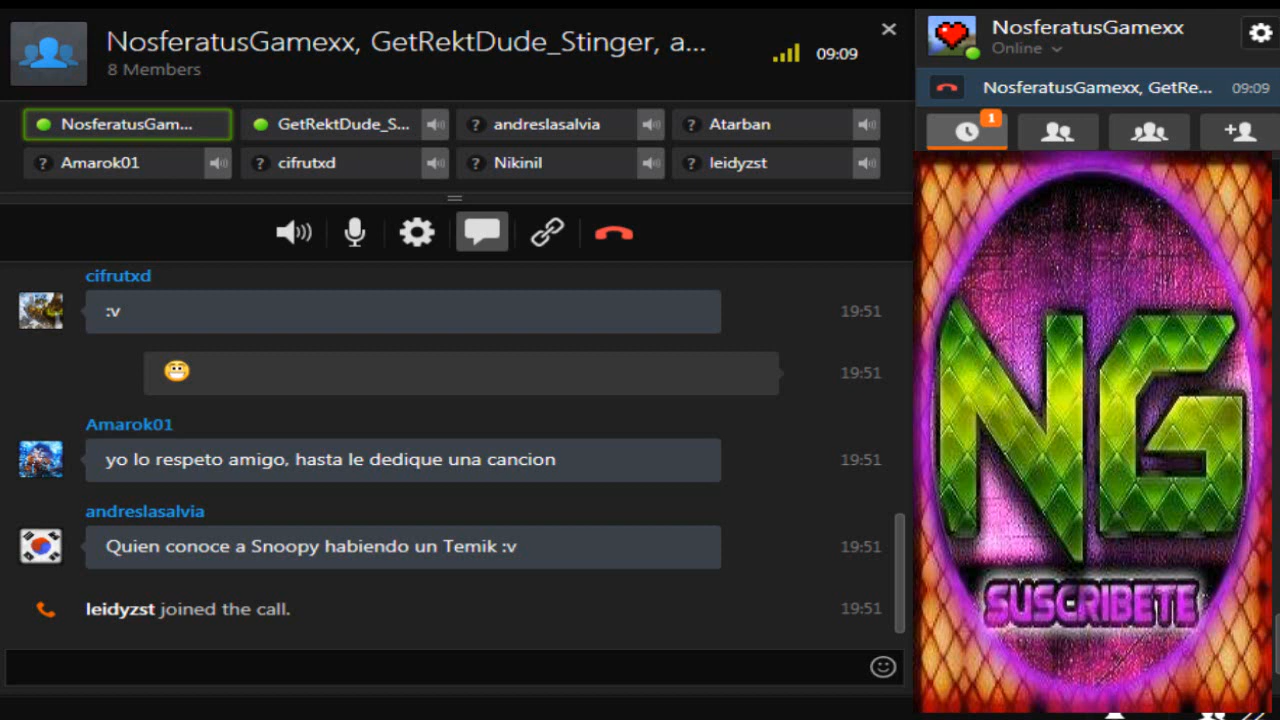 NosferatusGamexx, GetRektDude_Stinger, a...
8 Members
09:09
NosferatusGamexx
Online
NosferatusGamexx, GetRe...
09:09
1
NosferatusGam...
GetRektDude_S...
? andreslasalvia
? Atarban
? Amarok01
? cifrutxd
? Nikinil
? leidyzst
cifrutxd
:v
19:51
19:51
Amarok01
yo lo respeto amigo, hasta le dedique una cancion
19:51
andreslasalvia
Quien conoce a Snoopy habiendo un Temik :v
19:51
leidyzst joined the call.
19:51
NG
SUSCRIBETE